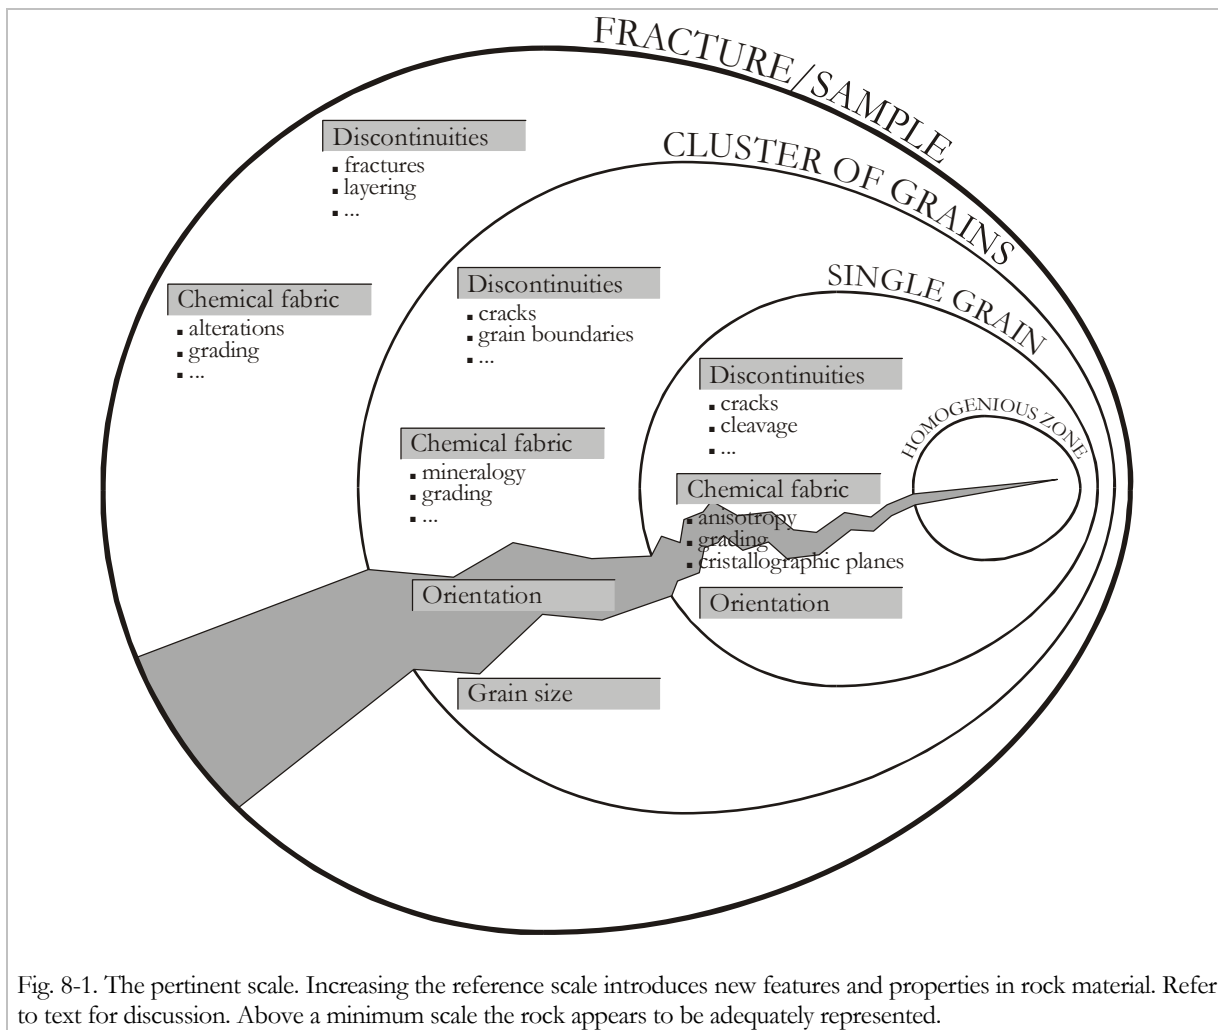 FRACTURE/SAMPLE
CLUSTER OF GRAINS
SINGLE GRAIN
HOMOGENIOUS ZONE
Discontinuities
▪ fractures
▪ layering
▪ ...
Chemical fabric
▪ alterations
▪ grading
▪ ...
Discontinuities
▪ cracks
▪ grain boundaries
▪ ...
Chemical fabric
▪ mineralogy
▪ grading
▪ ...
Orientation
Grain size
Discontinuities
▪ cracks
▪ cleavage
▪ ...
Chemical fabric
▪ anisotropy
▪ grading
▪ cristallographic planes
Orientation
Fig. 8-1. The pertinent scale. Increasing the reference scale introduces new features and properties in rock material. Refer
to text for discussion. Above a minimum scale the rock appears to be adequately represented.